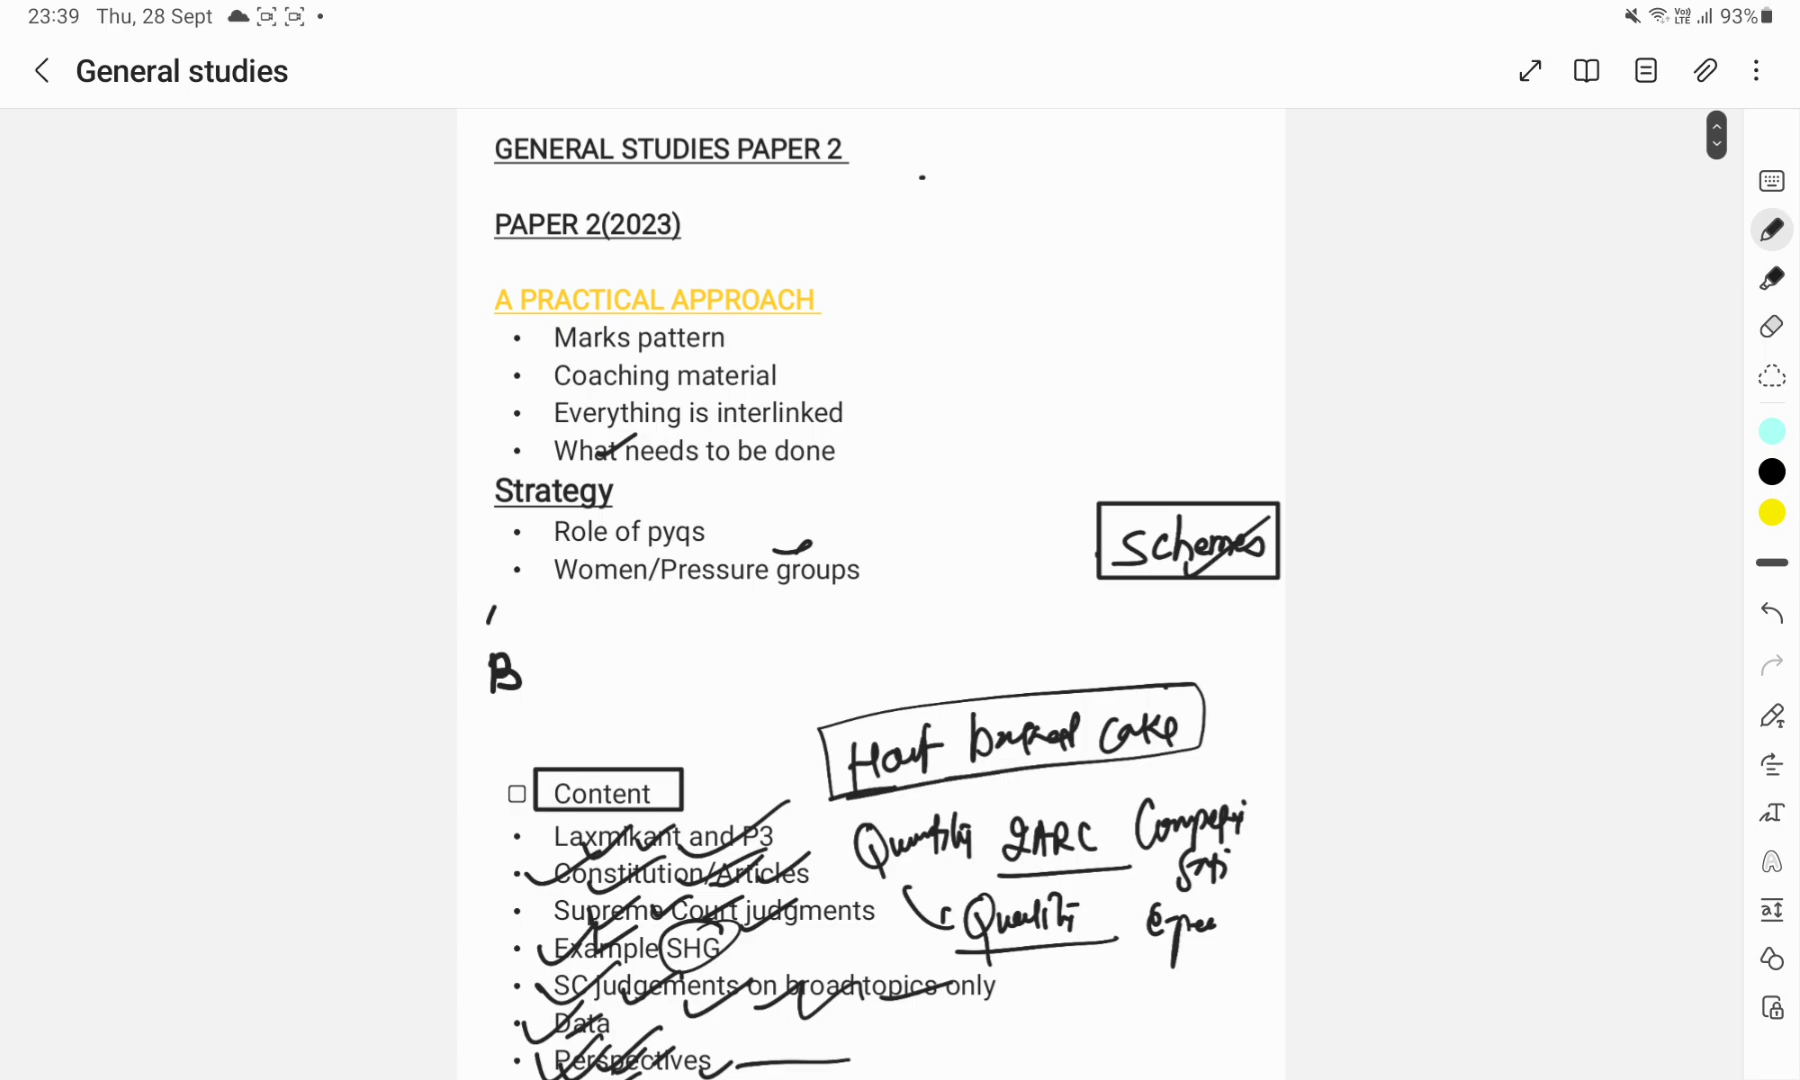 23:39 Thu, 28 Sept
93%
General studies
GENERAL STUDIES PAPER 2
PAPER 2(2023)
A PRACTICAL APPROACH
• Marks pattern
• Coaching material
• Everything is interlinked
• What needs to be done
Strategy
• Role of pyqs
• Women/Pressure groups
Schemes
B
Half baked cake
Content
• Laxmikant and P3
Quantity 2ARC
• Constitution/Articles
• Supreme Court judgments
Quality
• Example SHG
• SC judgements on broad topics only
• Data
• Perspectives